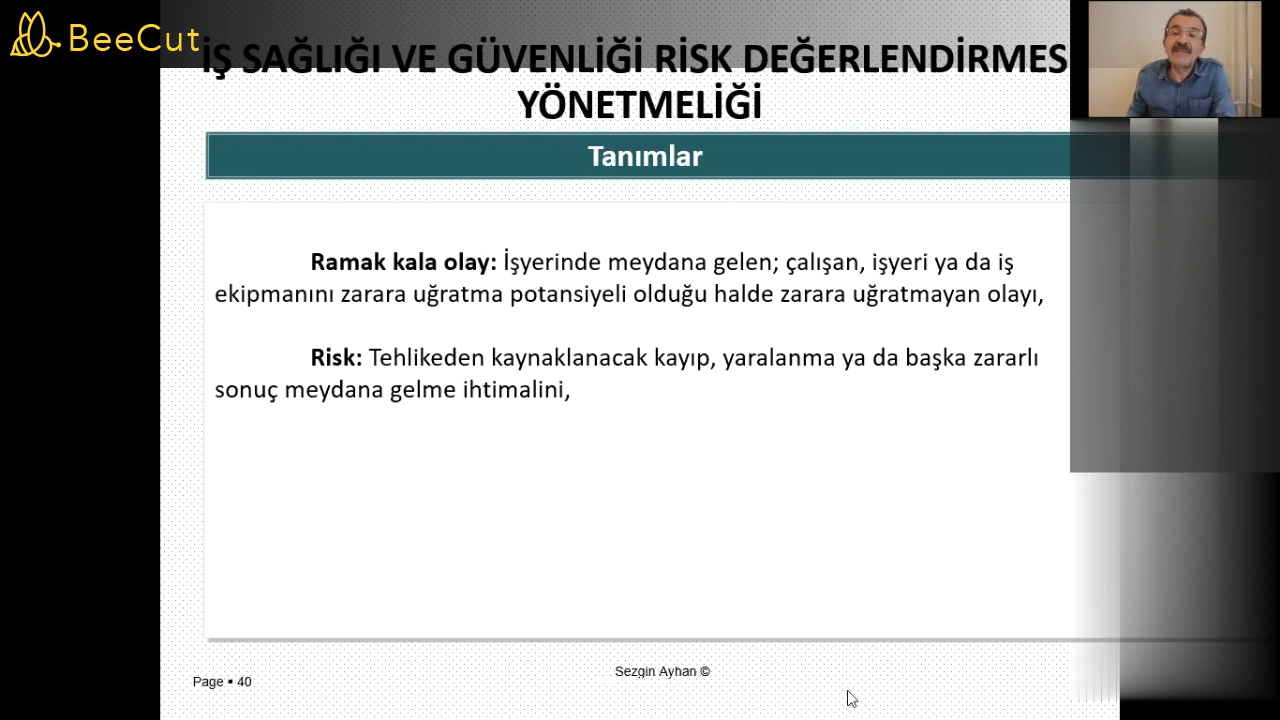 BeeCut
İŞ SAĞLIĞI VE GÜVENLİĞİ RİSK DEĞERLENDİRMES
YÖNETMELİĞİ
Tanımlar
Ramak kala olay: İşyerinde meydana gelen; çalışan, işyeri ya da iş
ekipmanını zarara uğratma potansiyeli olduğu halde zarara uğratmayan olayı,
Risk: Tehlikeden kaynaklanacak kayıp, yaralanma ya da başka zararlı
sonuç meydana gelme ihtimalini,
Sezgin Ayhan ©
Page ▪ 40